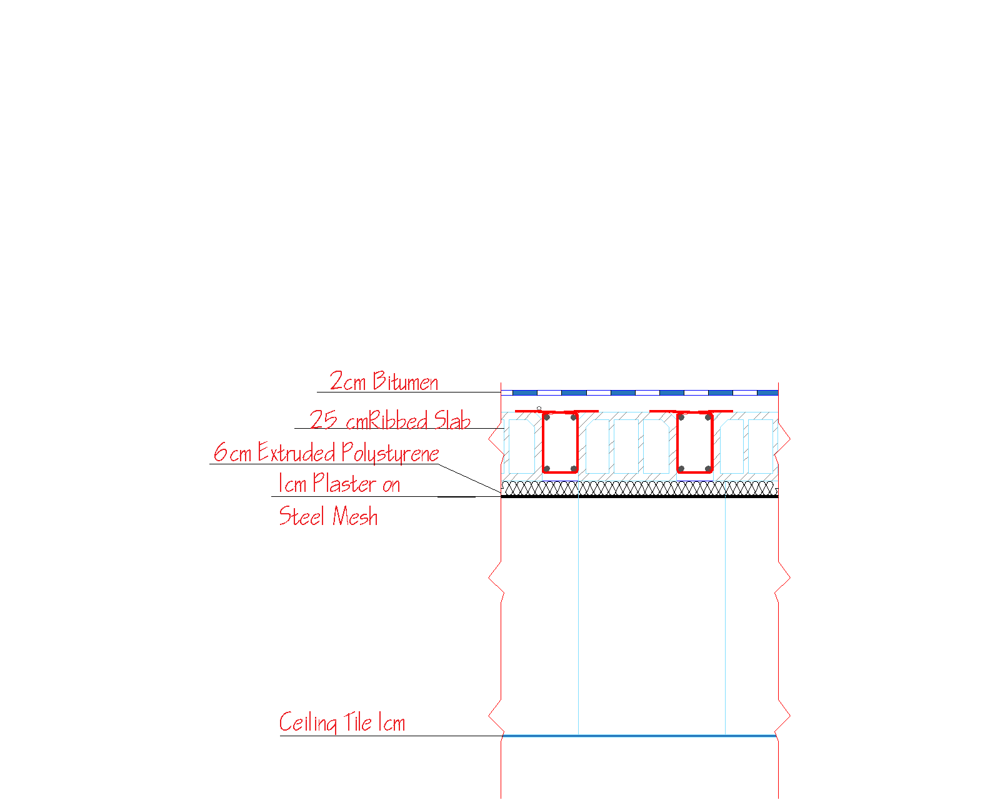 2cm Bitumen
25 cmRibbed Slab
6cm Extruded Polystyrene
1cm Plaster on
Steel Mesh
Ceiling Tile 1cm